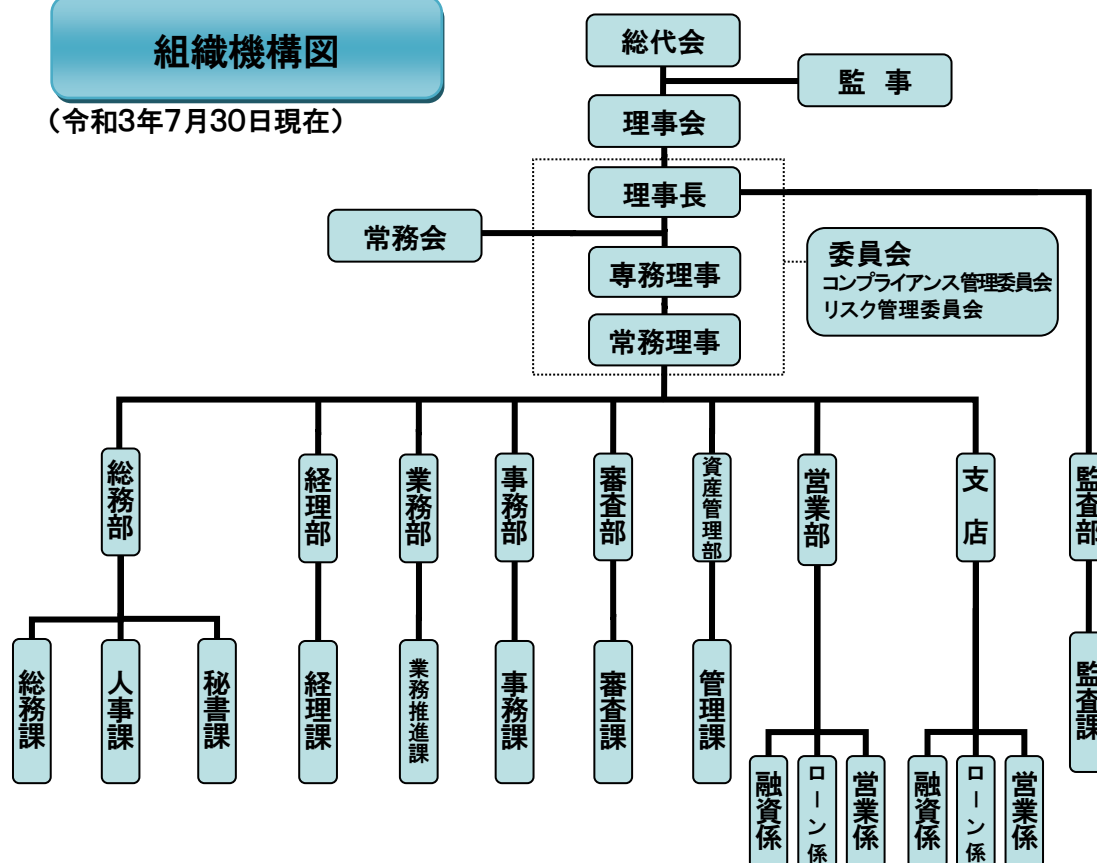 組織機構図
（令和3年7月30日現在）
総代会
監 事
理事会
理事長
常務会
専務理事
常務理事
委員会
コンプライアンス管理委員会
リスク管理委員会
総務部
経理部
業務部
事務部
審査部
資産管理部
営業部
支 店
監査部
総務課
人事課
秘書課
経理課
業務推進課
事務課
審査課
管理課
監査課
融資係
ローン係
営業係
融資係
ローン係
営業係